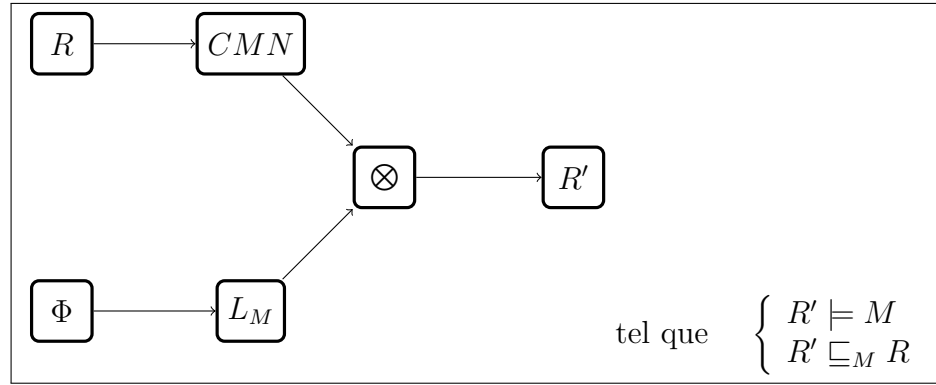 R CMN
⊗ R′
Φ L_M
tel que { R′ ⊨ M
R′ ⊑_M R